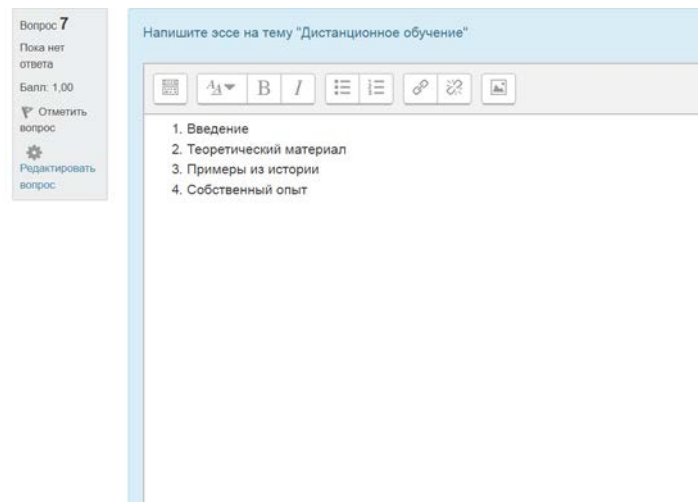 Вопрос 7
Пока нет
ответа
Балл: 1,00
Отметить
вопрос
Редактировать
вопрос
Напишите эссе на тему "Дистанционное обучение"
1. Введение
2. Теоретический материал
3. Примеры из истории
4. Собственный опыт